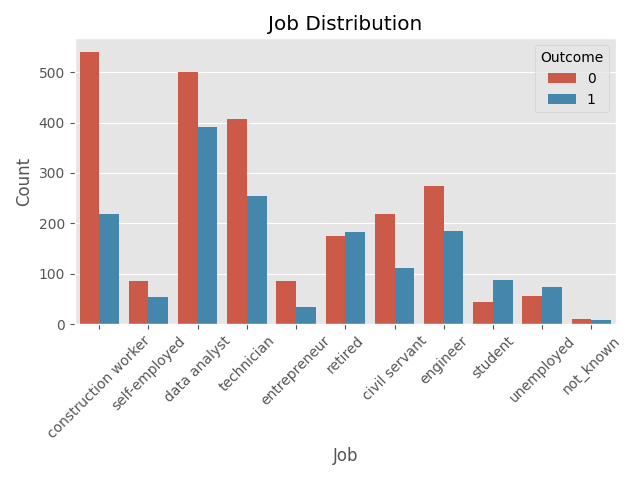 Job Distribution
Outcome
0
1
500
400
300
200
100
0
Count
construction worker
self-employed
data analyst
technician
entrepreneur
retired
civil servant
engineer
student
unemployed
not_known
Job